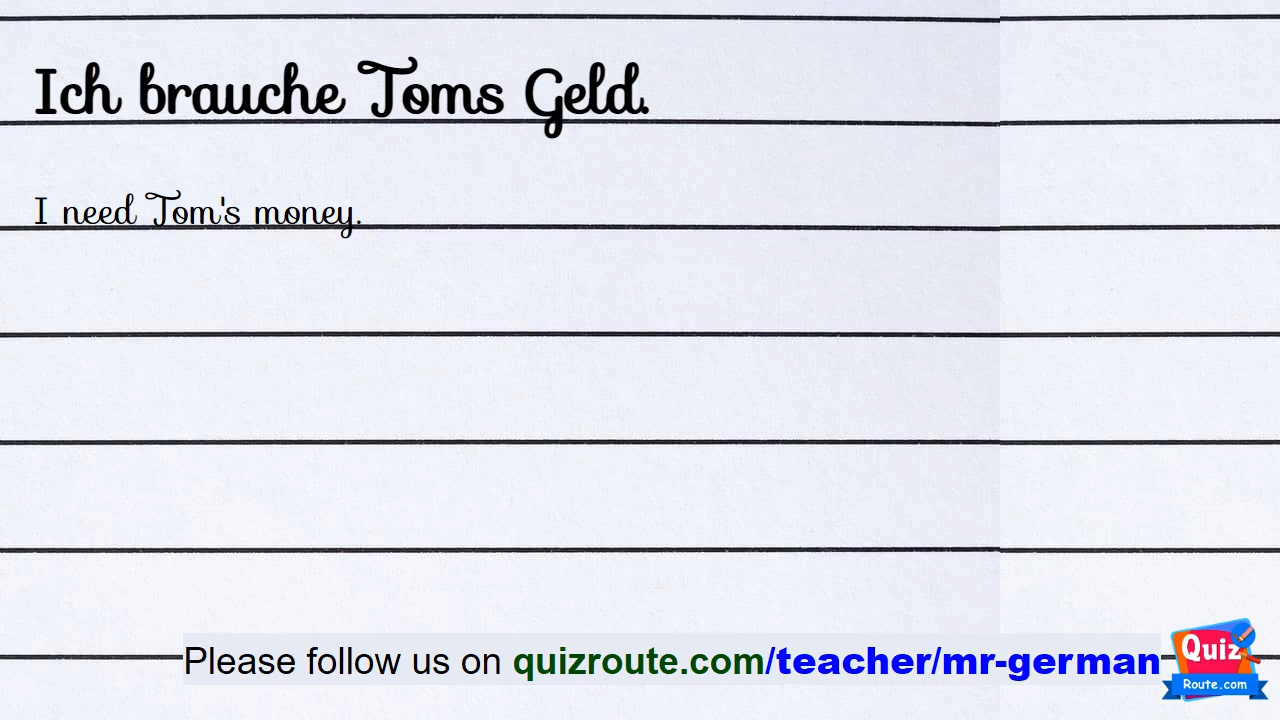 Ich brauche Toms Geld.
I need Tom's money.
Please follow us on quizroute.com/teacher/mr-german
Quiz
Route.com